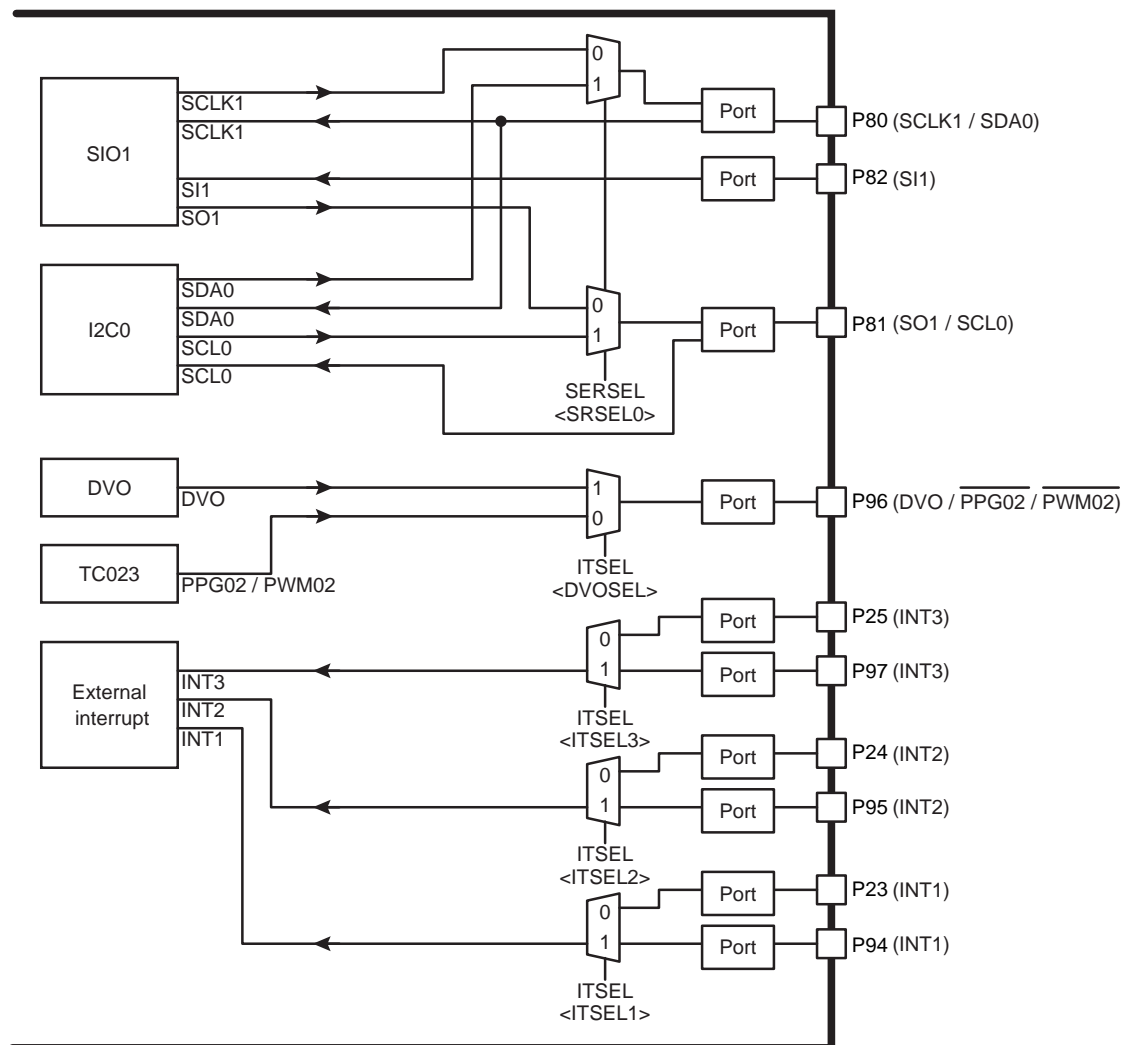 0
1
SIO1
SCLK1
SCLK1
SI1
SO1
Port
P80 (SCLK1 / SDA0)
Port
P82 (SI1)
I2C0
SDA0
SDA0
SCL0
SCL0
0
1
Port
P81 (SO1 / SCL0)
SERSEL
<SRSEL0>
DVO
DVO
1
0
Port
P96 (DVO / PPG02 / PWM02)
TC023
PPG02 / PWM02
ITSEL
<DVOSEL>
Port
P25 (INT3)
0
1
Port
P97 (INT3)
External
interrupt
INT3
INT2
INT1
ITSEL
<ITSEL3>
Port
P24 (INT2)
0
1
Port
P95 (INT2)
ITSEL
<ITSEL2>
Port
P23 (INT1)
0
1
Port
P94 (INT1)
ITSEL
<ITSEL1>